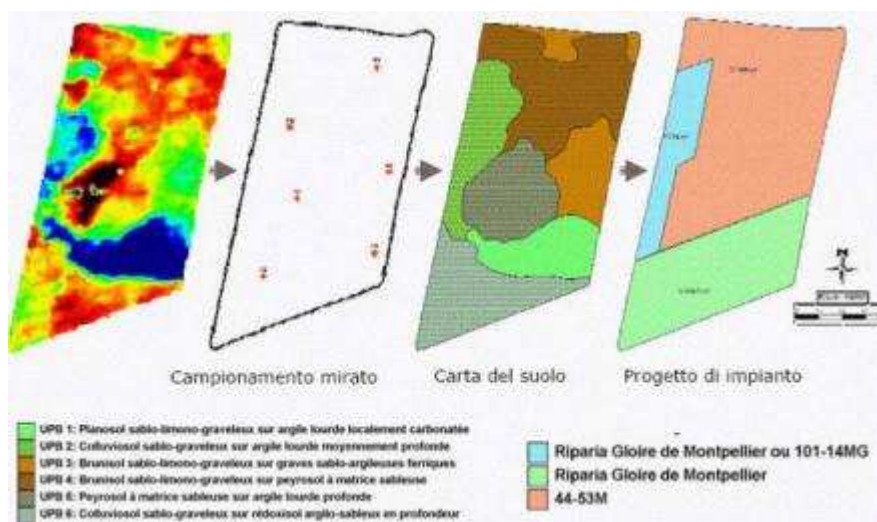 Campionamento mirato
Carta del suolo
Progetto di impianto
N
UPB 1: Planosol sablo-limono-graveleux sur argile lourde localement carbonatée
UPB 2: Colluviosol sablo-graveleux sur argile lourde moyennement profonde
UPB 3: Brunisol sablo-limono-graveleux sur graves sablo-argileuses ferriques
UPB 4: Brunisol sablo-limono-graveleux sur peyrosol à matrice sableuse
UPB 5: Peyrosol à matrice sableuse sur argile lourde profonde
UPB 6: Colluviosol sablo-graveleux sur rédoxisol argilo-sableux en profondeur
Riparia Gloire de Montpellier ou 101-14MG
Riparia Gloire de Montpellier
44-53M